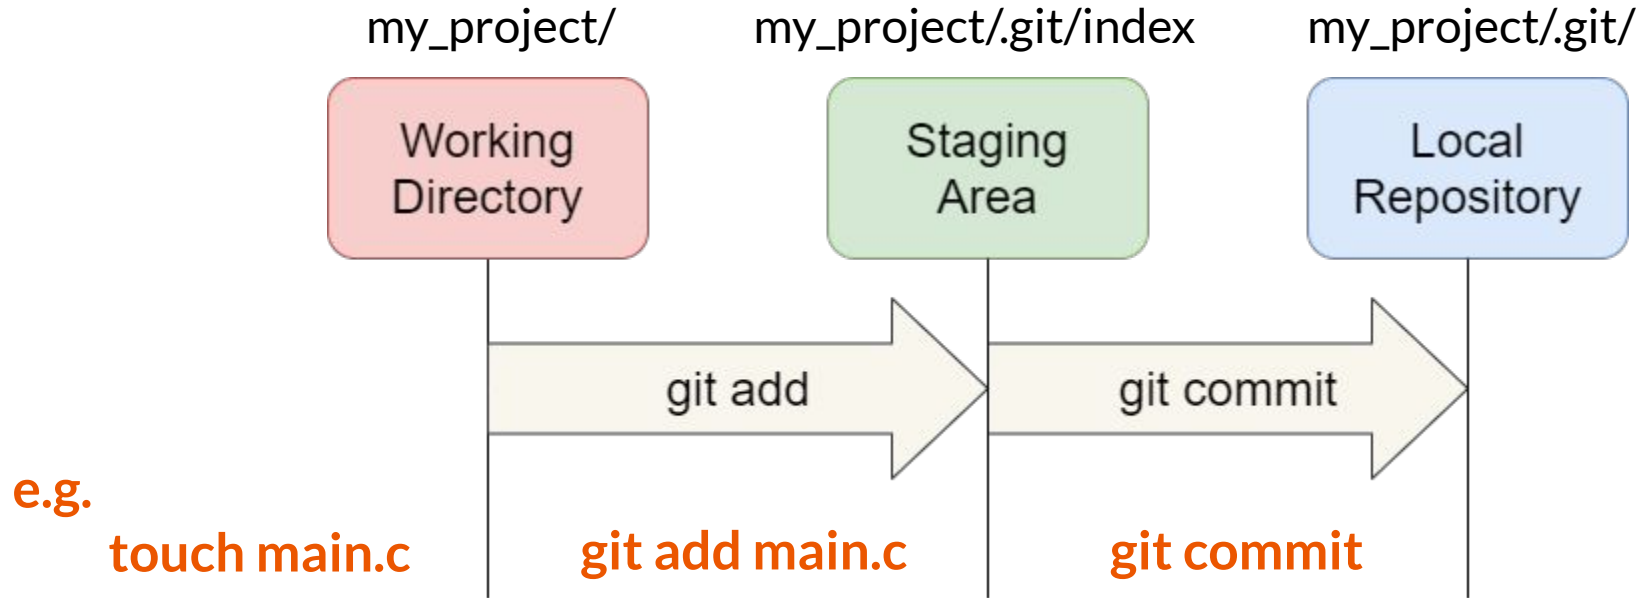 my_project/
my_project/.git/index
my_project/.git/
Working
Directory
Staging
Area
Local
Repository
git add
git commit
e.g.
touch main.c
git add main.c
git commit